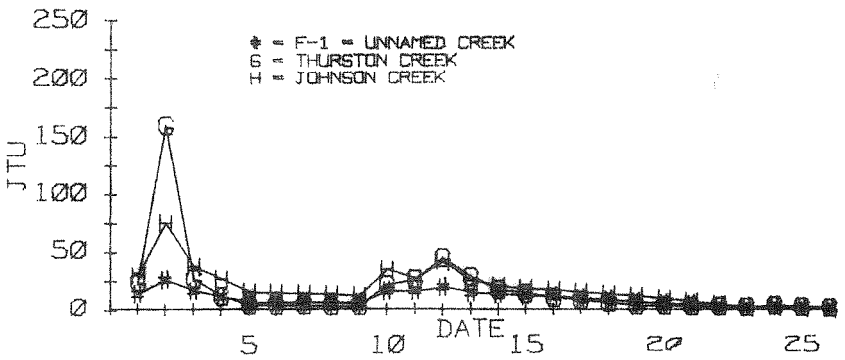 250
* = F-1 = UNNAMED CREEK
G = THURSTON CREEK
H = JOHNSON CREEK
200
150
JTU
100
50
0
5
10
DATE
15
20
25